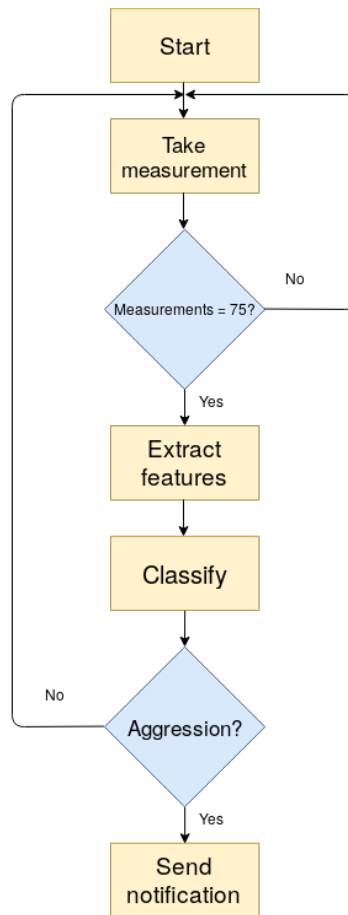 Start
Take
measurement
Measurements = 75?
No
Yes
Extract
features
Classify
No
Aggression?
Yes
Send
notification